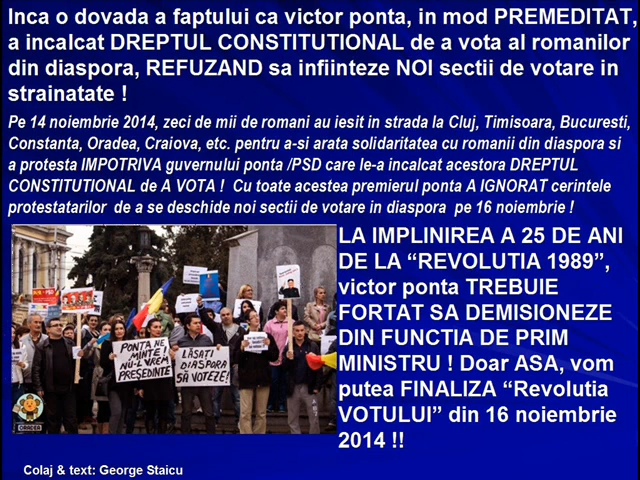 Inca o dovada a faptului ca victor ponta, in mod PREMEDITAT,
a incalcat DREPTUL CONSTITUTIONAL de a vota al romanilor
din diaspora, REFUZAND sa infiinteze NOI sectii de votare in
strainatate !
Pe 14 noiembrie 2014, zeci de mii de romani au iesit in strada la Cluj, Timisoara, Bucuresti,
Constanta, Oradea, Craiova, etc. pentru a-si arata solidaritatea cu romanii din diaspora si
a protesta IMPOTRIVA guvernului ponta /PSD care le-a incalcat acestora DREPTUL
CONSTITUTIONAL de A VOTA ! Cu toate acestea premierul ponta A IGNORAT cerintele
protestatarilor de a se deschide noi sectii de votare in diaspora pe 16 noiembrie !
LA IMPLINIREA A 25 DE ANI
DE LA “REVOLUTIA 1989”,
victor ponta TREBUIE
FORTAT SA DEMISIONEZE
DIN FUNCTIA DE PRIM
MINISTRU ! Doar ASA, vom
putea FINALIZA “Revolutia
VOTULUI” din 16 noiembrie
2014 !!
PONTA NE
MINTE !
NU-L VREM
PREȘEDINTE
LĂSAȚI
DIASPORA
SĂ VOTEZE!
ORADEA
Colaj & text: George Staicu